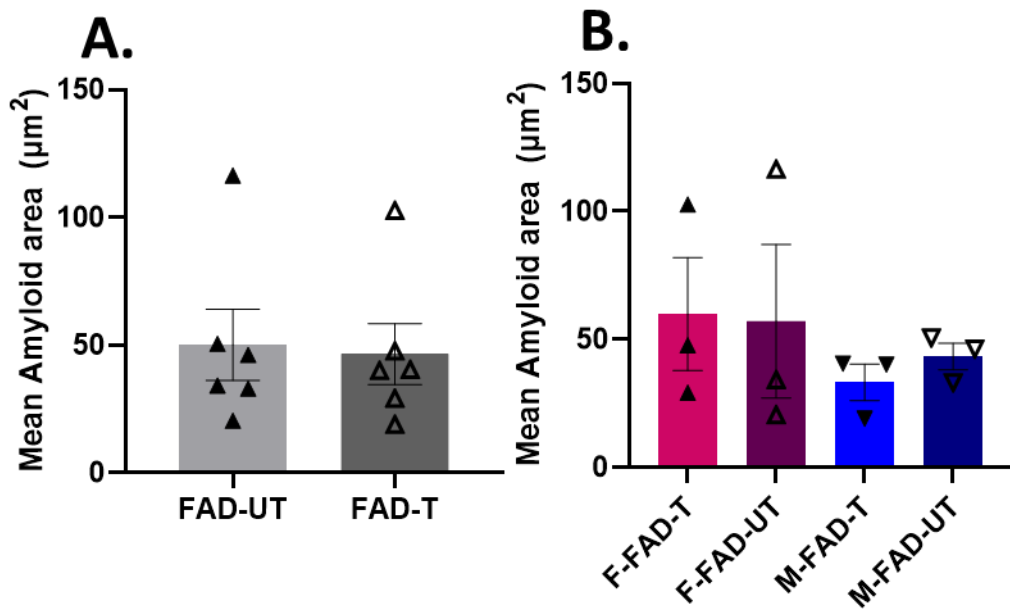 A.
Mean Amyloid area (µm²)
150
100
50
0
FAD-UT
FAD-T
B.
Mean Amyloid area (µm²)
150
100
50
0
F-FAD-T
F-FAD-UT
M-FAD-T
M-FAD-UT